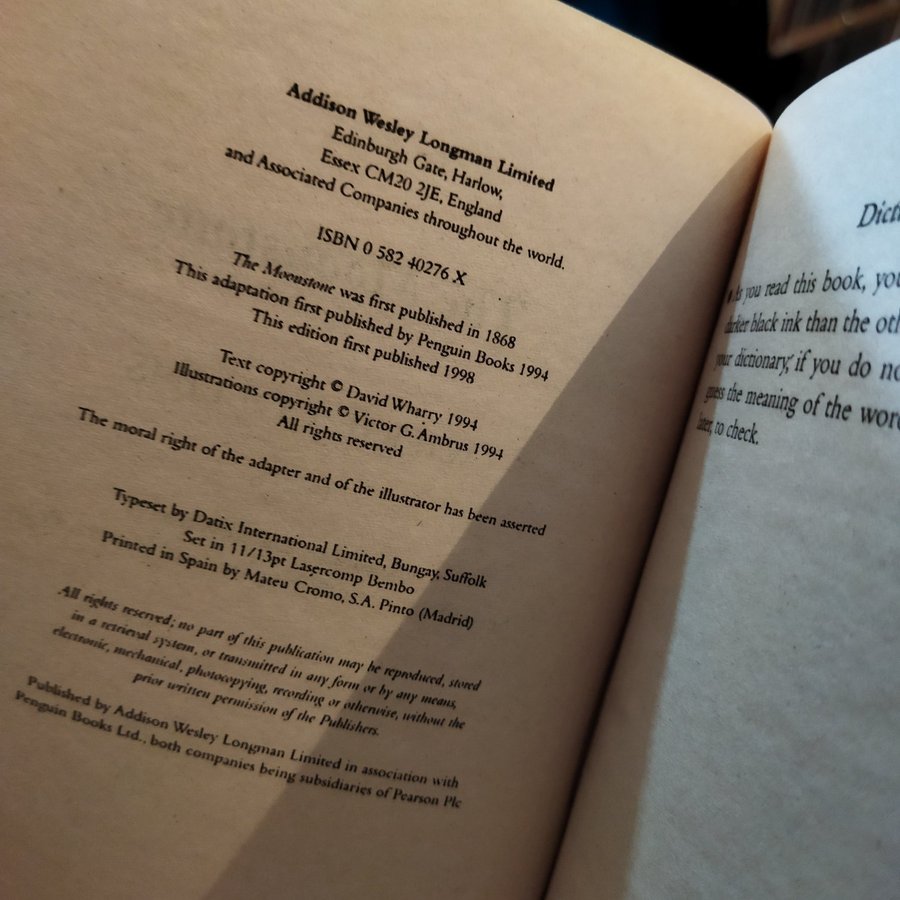 Addison Wesley Longman Limited
Edinburgh Gate, Harlow,
Essex CM20 2JE, England
and Associated Companies throughout the world.
ISBN 0 582 40276 X
The Moonstone was first published in 1868
This adaptation first published by Penguin Books 1994
This edition first published 1998
Text copyright © David Wharry 1994
Illustrations copyright © Victor G. Ambrus 1994
All rights reserved
The moral right of the adapter and of the illustrator has been asserted
Typeset by Datix International Limited, Bungay, Suffolk
Set in 11/13pt Lasercomp Bembo
Printed in Spain by Mateu Cromo, S.A. Pinto (Madrid)
All rights reserved; no part of this publication may be reproduced, stored
in a retrieval system, or transmitted in any form or by any means,
electronic, mechanical, photocopying, recording or otherwise, without the
prior written permission of the Publishers.
Published by Addison Wesley Longman Limited in association with
Penguin Books Ltd., both companies being subsidiaries of Pearson Plc
As you read this book,
darker black ink than the
your dictionary, if you do
guess the meaning of the
later, to check.